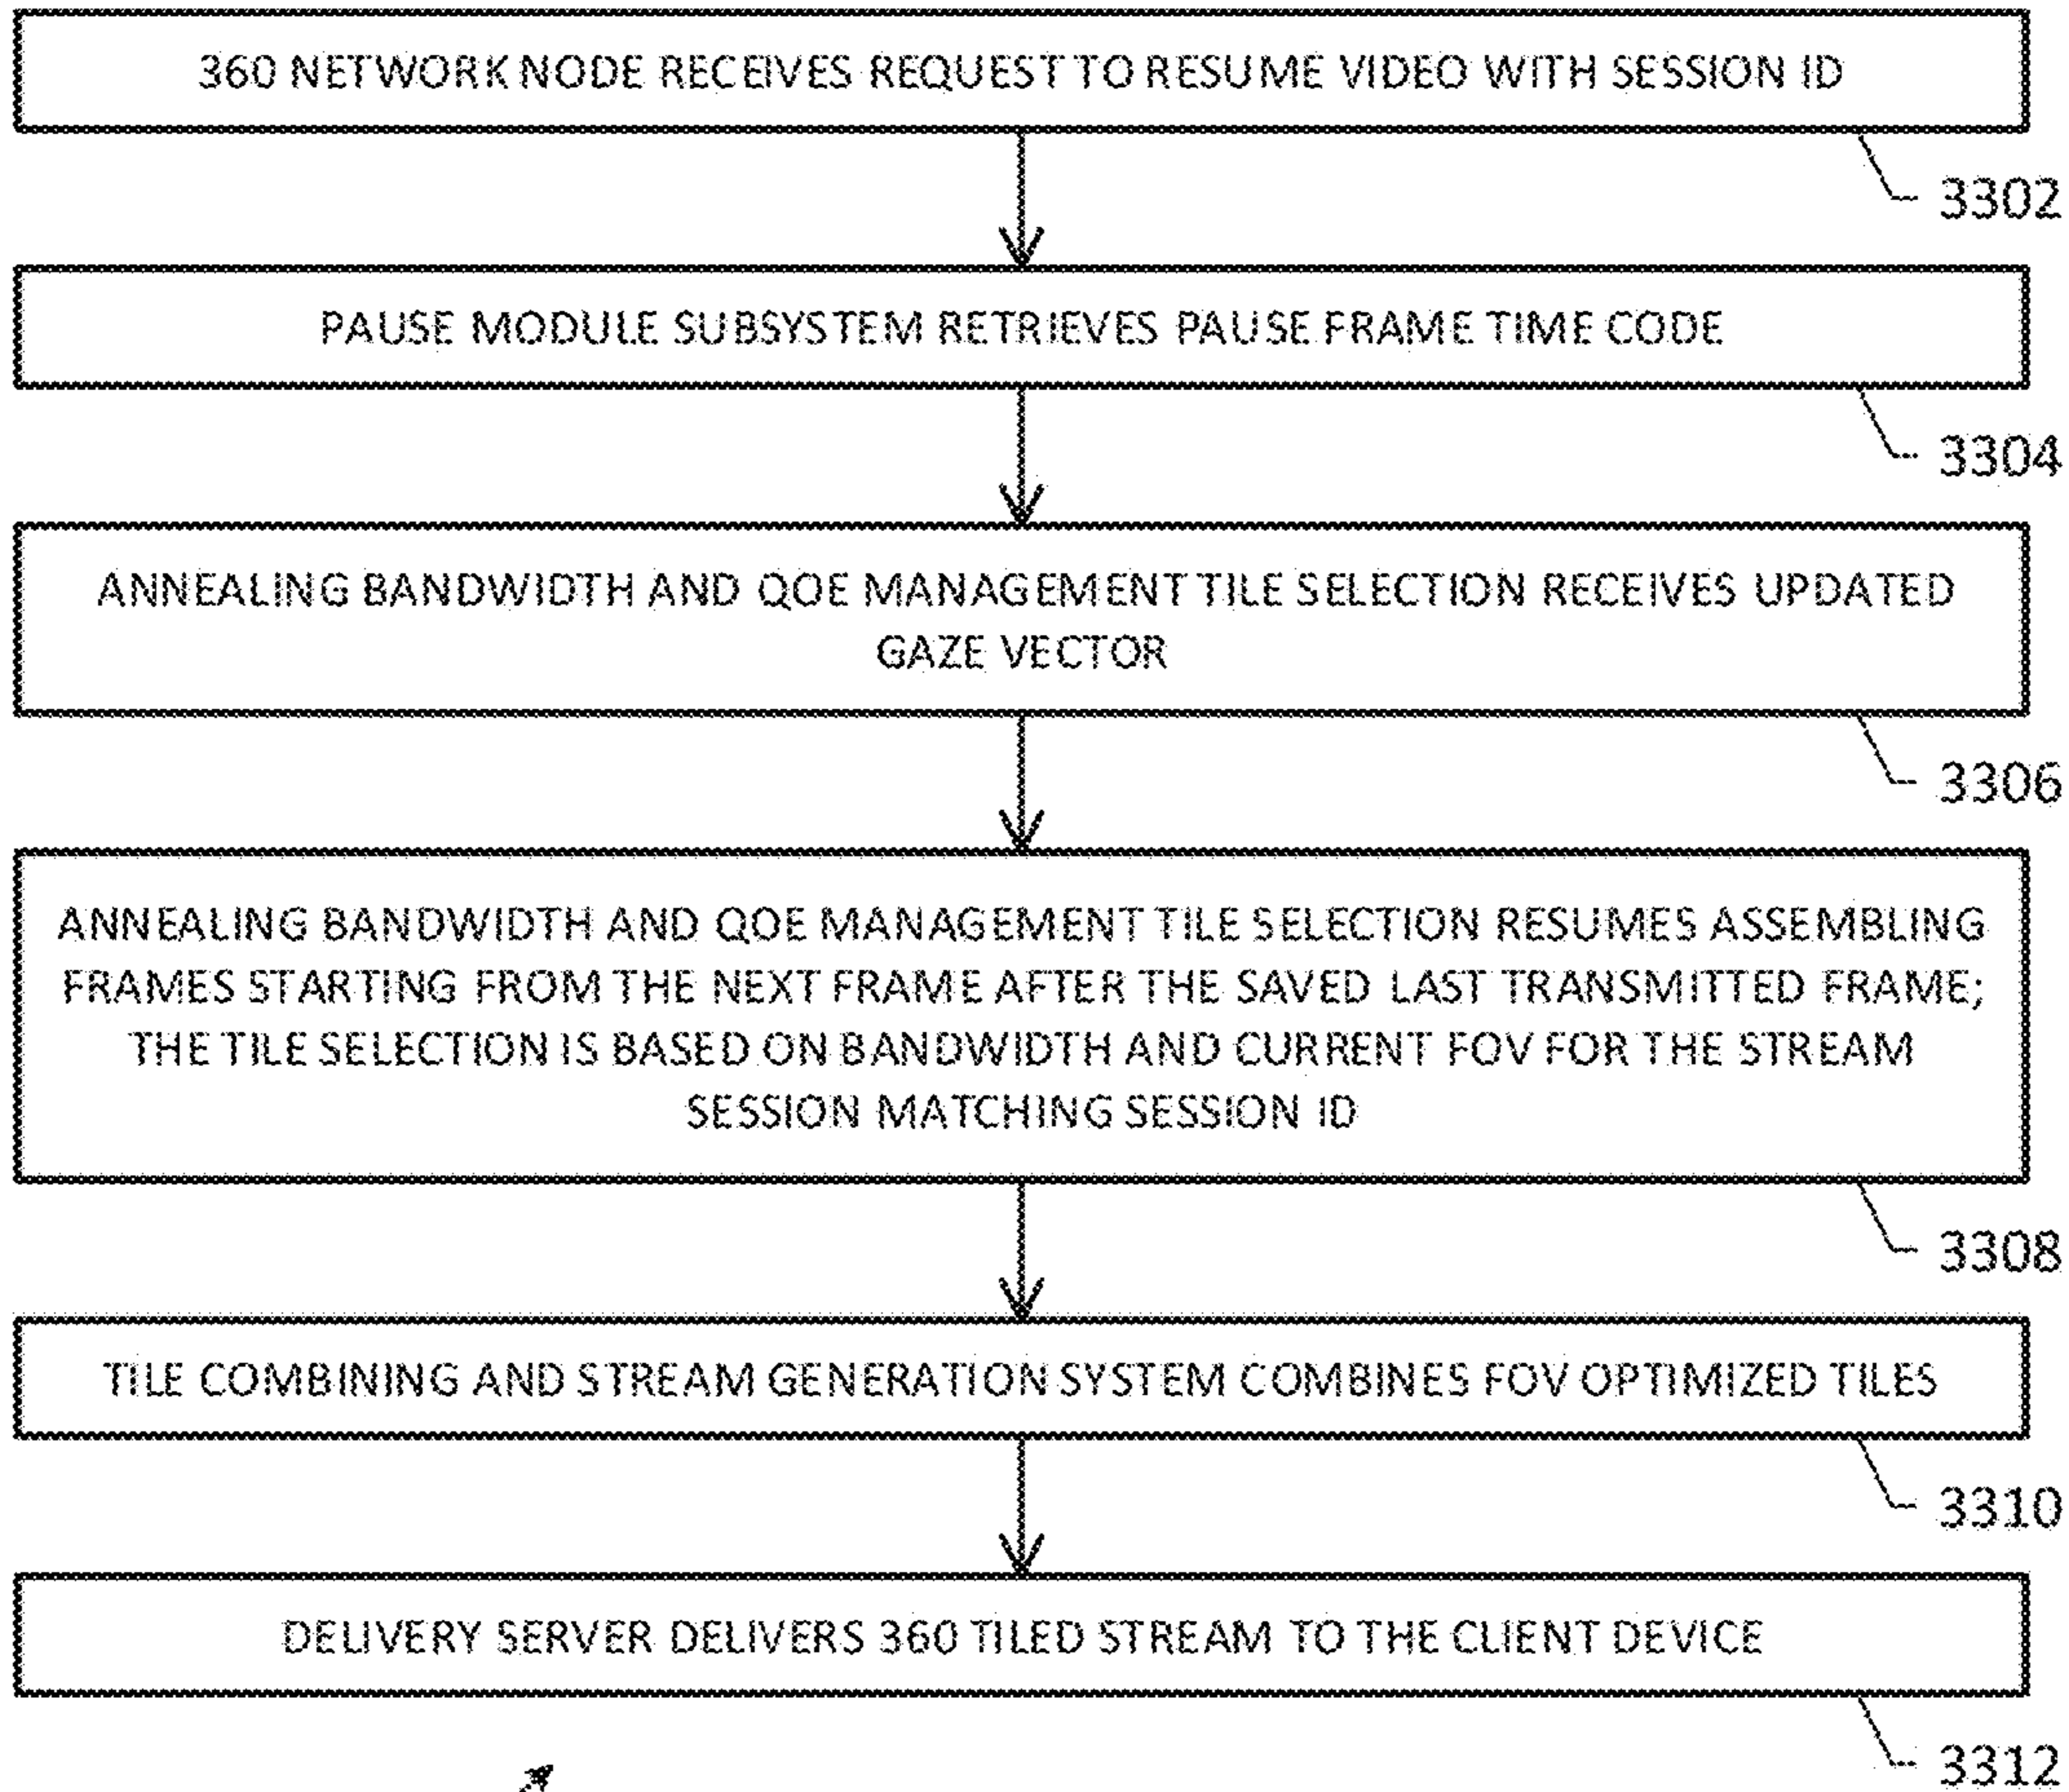 360 NETWORK NODE RECEIVES REQUEST TO RESUME VIDEO WITH SESSION ID
3302
PAUSE MODULE SUBSYSTEM RETRIEVES PAUSE FRAME TIME CODE
3304
ANNEALING BANDWIDTH AND QOE MANAGEMENT TILE SELECTION RECEIVES UPDATED
GAZE VECTOR
3306
ANNEALING BANDWIDTH AND QOE MANAGEMENT TILE SELECTION RESUMES ASSEMBLING
FRAMES STARTING FROM THE NEXT FRAME AFTER THE SAVED LAST TRANSMITTED FRAME;
THE TILE SELECTION IS BASED ON BANDWIDTH AND CURRENT FOV FOR THE STREAM
SESSION MATCHING SESSION ID
3308
TILE COMBINING AND STREAM GENERATION SYSTEM COMBINES FOV OPTIMIZED TILES
3310
DELIVERY SERVER DELIVERS 360 TILED STREAM TO THE CLIENT DEVICE
3312